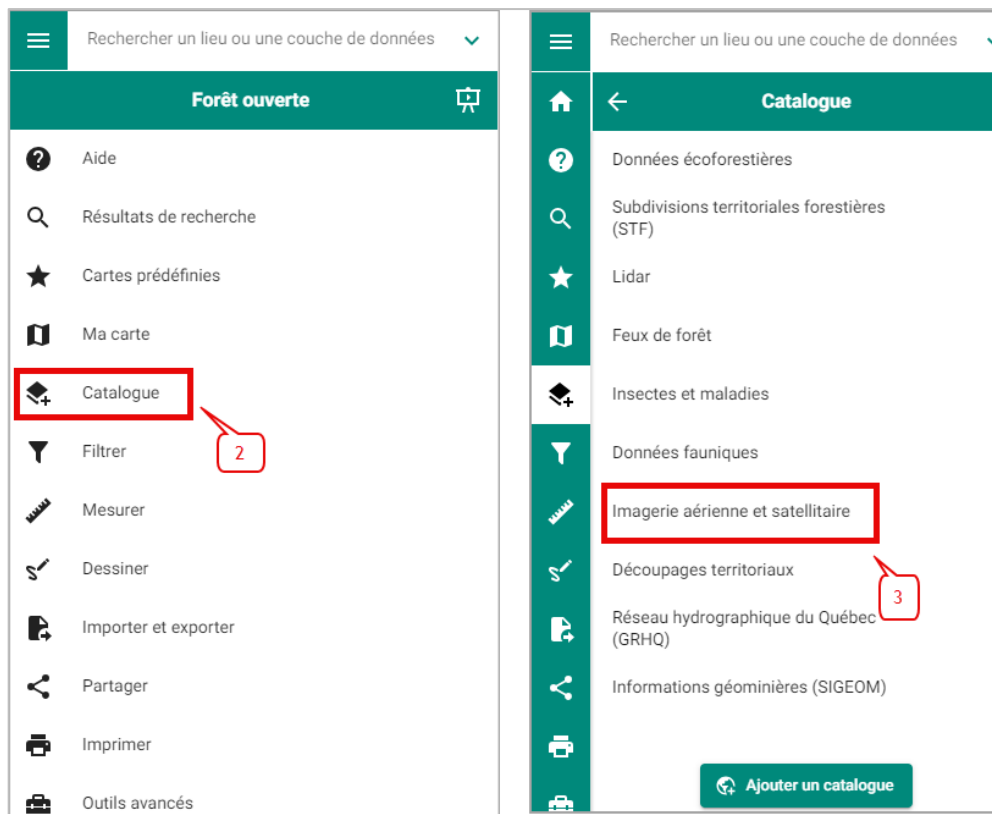 Rechercher un lieu ou une couche de données
Forêt ouverte
Aide
Résultats de recherche
Cartes prédéfinies
Ma carte
Catalogue
2
Filtrer
Mesurer
Dessiner
Importer et exporter
Partager
Imprimer
Outils avancés
Rechercher un lieu ou une couche de données
Catalogue
Données écoforestières
Subdivisions territoriales forestières
(STF)
Lidar
Feux de forêt
Insectes et maladies
Données fauniques
Imagerie aérienne et satellitaire
Découpages territoriaux
3
Réseau hydrographique du Québec
(GRHQ)
Informations géominières (SIGEOM)
Ajouter un catalogue